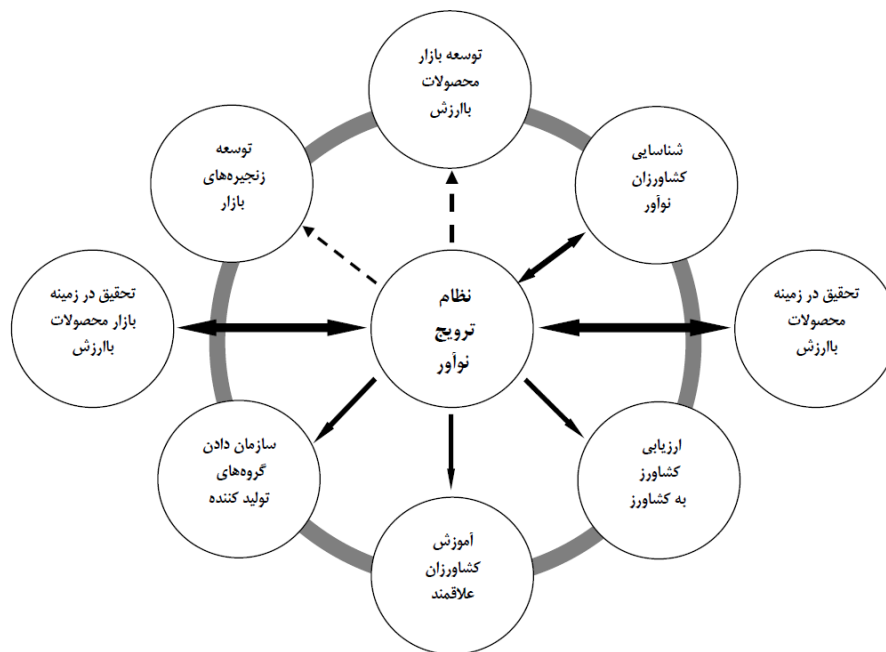 توسعه بازار
محصولات
باارزش
شناسایی
کشاورزان
نوآور
توسعه
زنجیره‌های
بازار
تحقیق در زمینه
محصولات
باارزش
نظام
ترویج
نوآور
تحقیق در زمینه
بازار محصولات
باارزش
ارزیابی
کشاورز
به کشاورز
سازمان دادن
گروه‌های
تولید کننده
آموزش
کشاورزان
علاقمند